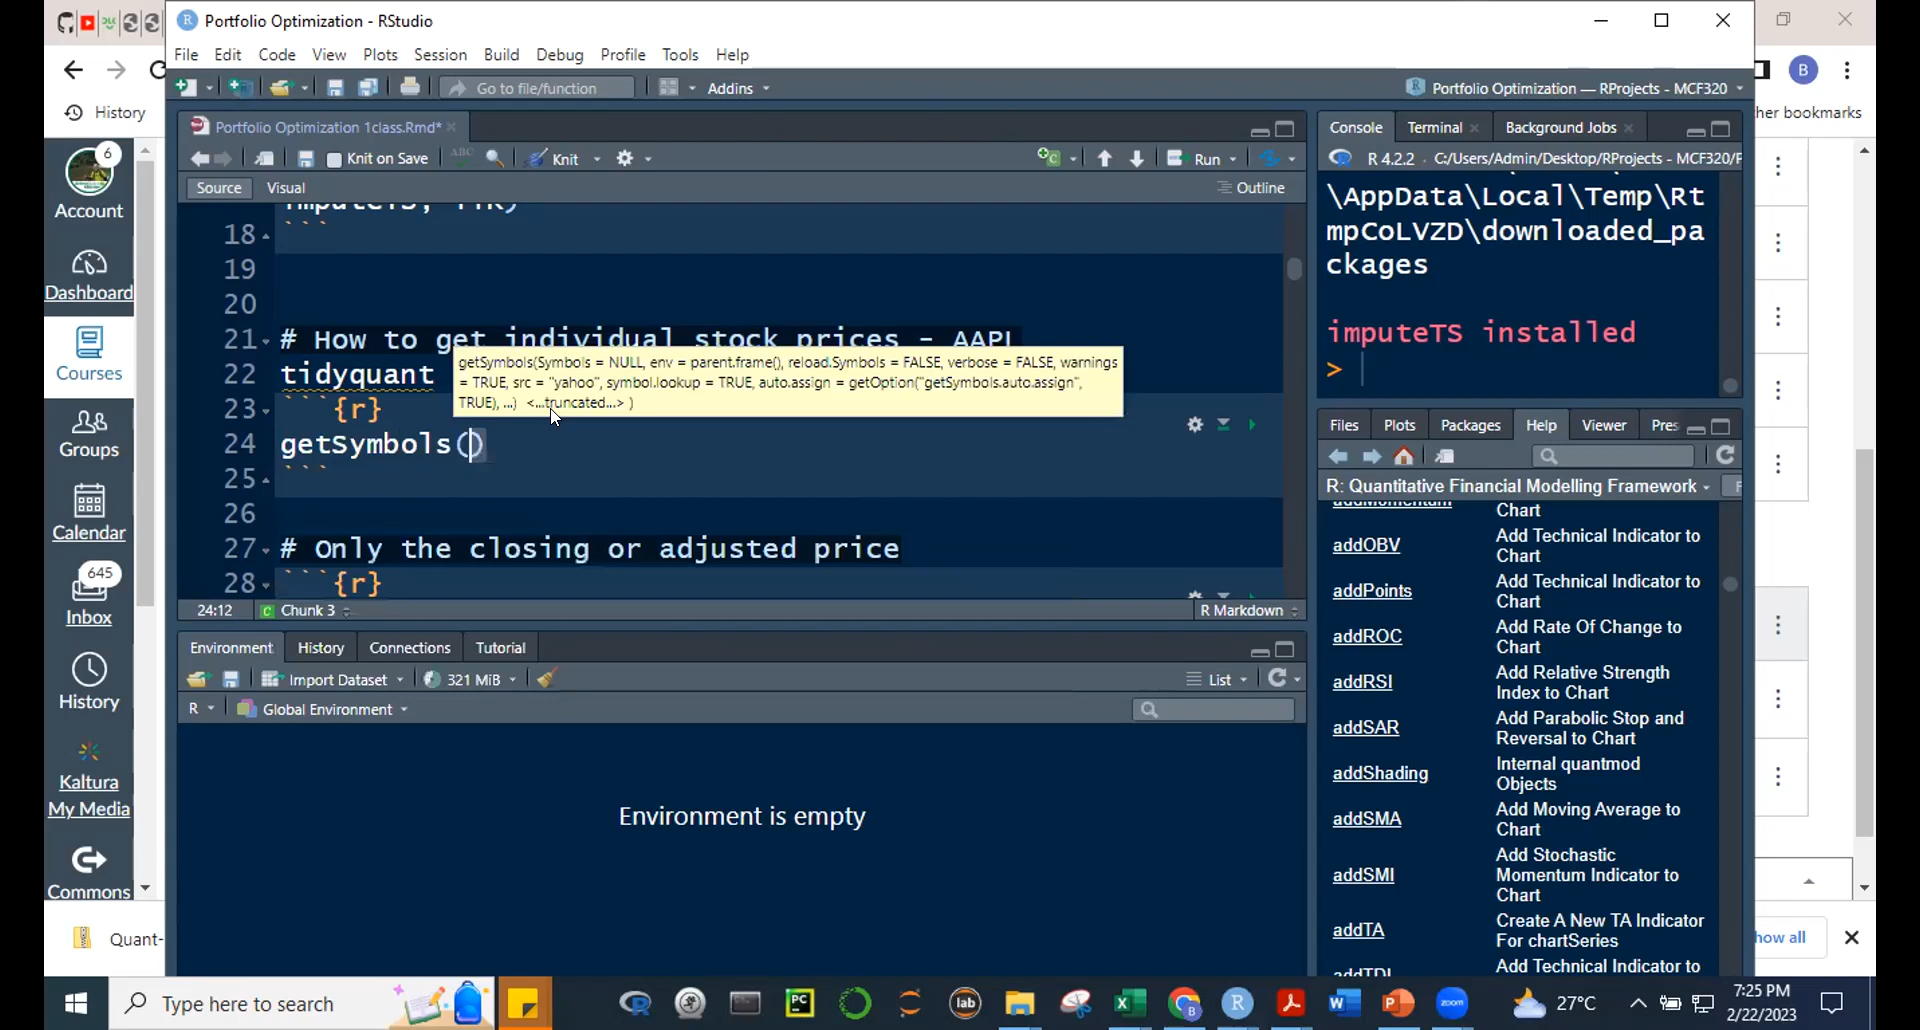 Portfolio Optimization - RStudio
File Edit Code View Plots Session Build Debug Profile Tools Help
Go to file/function
Addins
Portfolio Optimization — RProjects - MCF320
History
her bookmarks
B
Portfolio Optimization 1class.Rmd*
Knit on Save
ABC
Knit
Run
Source Visual
Outline
18 ```
19
20
21 # How to get individual stock prices - AAPL
22 tidyquant
getSymbols(Symbols = NULL, env = parent.frame(), reload.Symbols = FALSE, verbose = FALSE, warnings
= TRUE, src = "yahoo", symbol.lookup = TRUE, auto.assign = getOption("getSymbols.auto.assign",
TRUE), ...) <...truncated...> )
23 ```{r}
24 getSymbols()
25 ```
26
27 # Only the closing or adjusted price
28 ```{r}
24:12 Chunk 3
R Markdown
Environment History Connections Tutorial
Import Dataset 321 MiB
List
R Global Environment
Environment is empty
Console Terminal Background Jobs
R 4.2.2 · C:/Users/Admin/Desktop/RProjects - MCF320/P
\AppData\Local\Temp\Rt
mpCoLVZD\downloaded_pa
ckages
imputeTS installed
>
Files Plots Packages Help Viewer Pres
R: Quantitative Financial Modelling Framework
addMomentum Chart
addOBV Add Technical Indicator to
Chart
addPoints Add Technical Indicator to
Chart
addROC Add Rate Of Change to
Chart
addRSI Add Relative Strength
Index to Chart
addSAR Add Parabolic Stop and
Reversal to Chart
addShading Internal quantmod
Objects
addSMA Add Moving Average to
Chart
addSMI Add Stochastic
Momentum Indicator to
Chart
addTA Create A New TA Indicator
For chartSeries
addTDI Add Technical Indicator to
6
Account
Dashboard
Courses
Groups
Calendar
645
Inbox
History
Kaltura
My Media
Commons
Quant-
how all
Type here to search
PC
lab
zoom
27°C
7:25 PM
2/22/2023